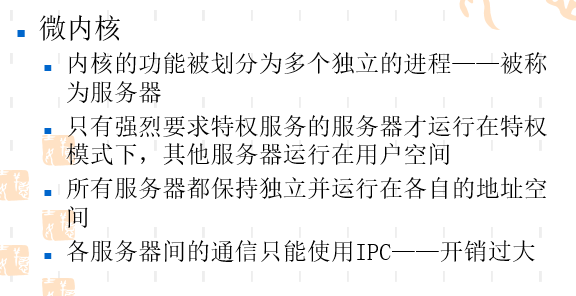 微内核
内核的功能被划分为多个独立的进程——被称
为服务器
只有强烈要求特权服务的服务器才运行在特权
模式下，其他服务器运行在用户空间
所有服务器都保持独立并运行在各自的地址空
间
各服务器间的通信只能使用IPC——开销过大